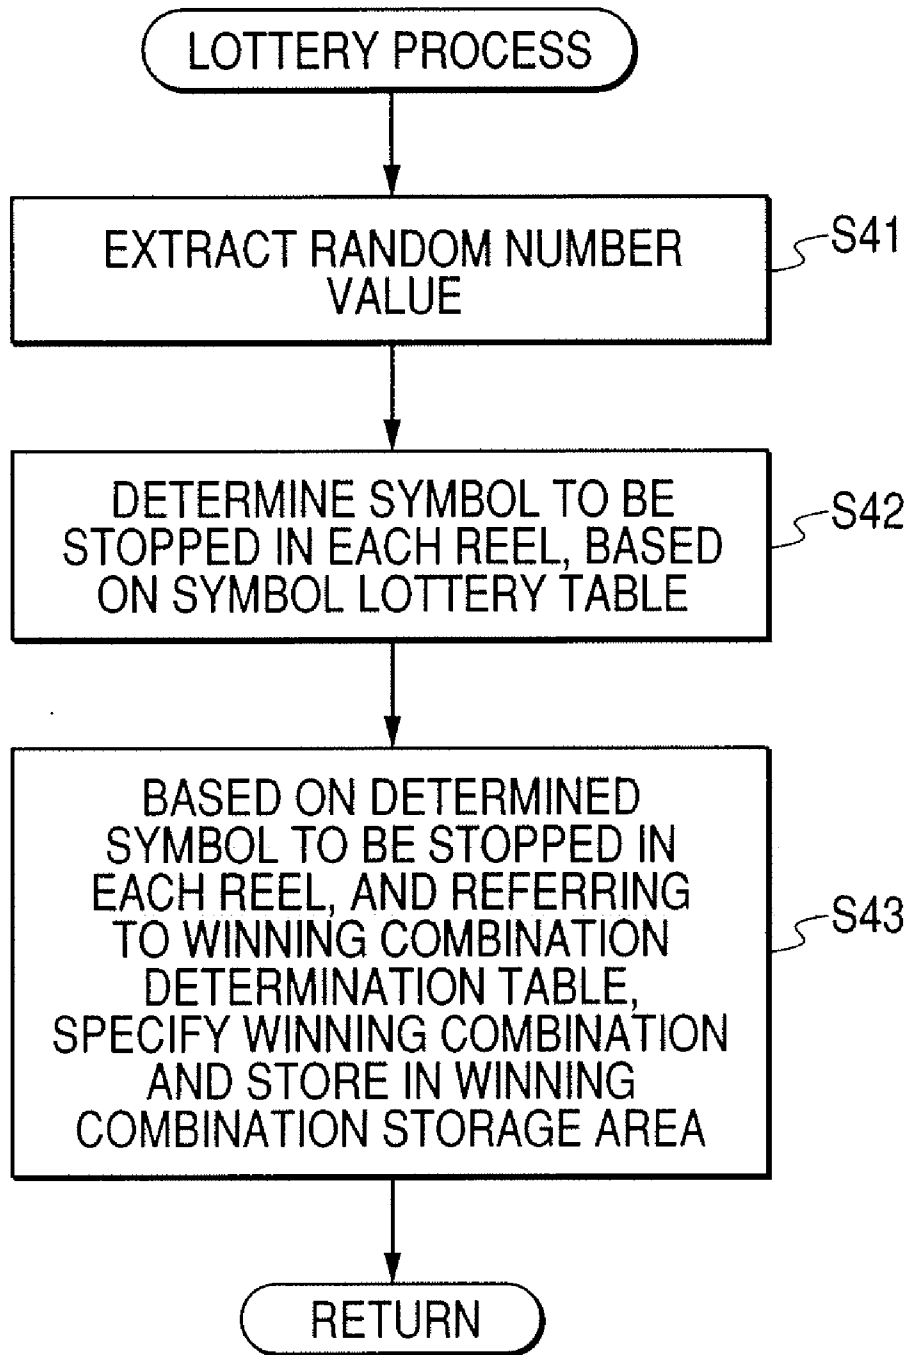 LOTTERY PROCESS
EXTRACT RANDOM NUMBER
VALUE
S41
DETERMINE SYMBOL TO BE
STOPPED IN EACH REEL, BASED
ON SYMBOL LOTTERY TABLE
S42
BASED ON DETERMINED
SYMBOL TO BE STOPPED IN
EACH REEL, AND REFERRING
TO WINNING COMBINATION
DETERMINATION TABLE,
SPECIFY WINNING COMBINATION
AND STORE IN WINNING
COMBINATION STORAGE AREA
S43
RETURN